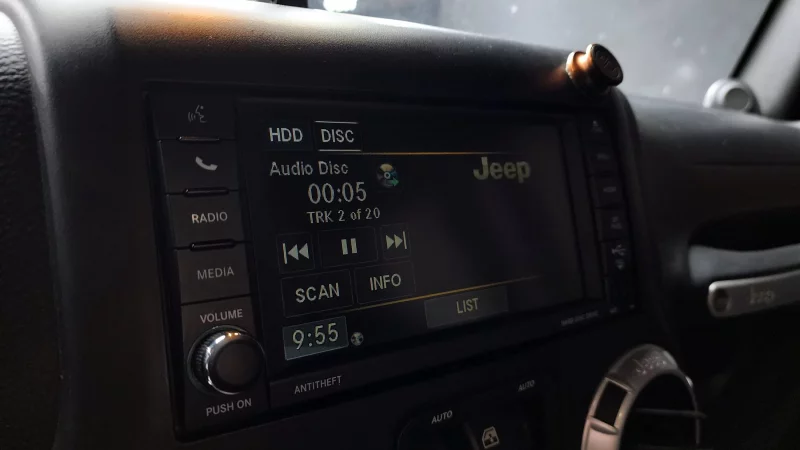 HDD DISC
Audio Disc
Jeep
00:05
TRK 2 of 20
RADIO
MEDIA
SCAN INFO
LIST
VOLUME
9:55
PUSH ON
ANTITHEFT
AUTO AUTO
Jeep